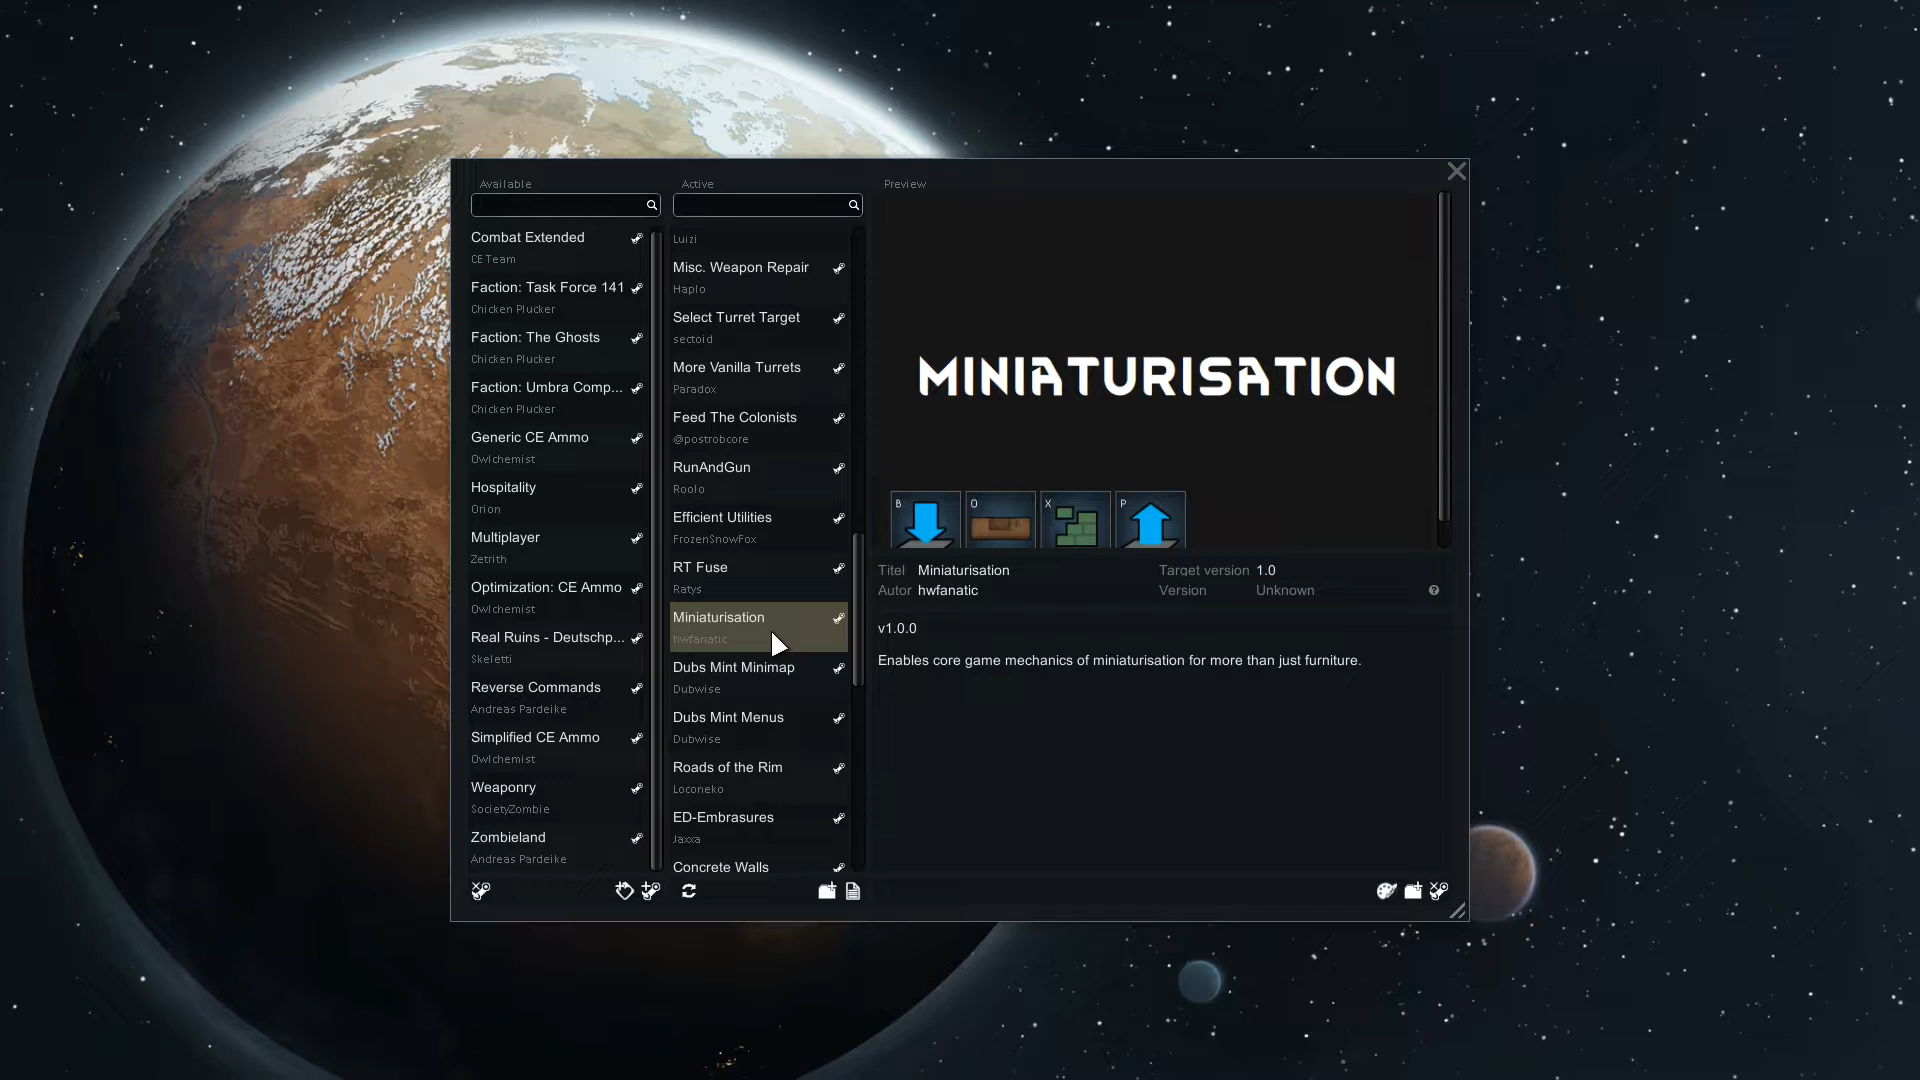 Available
Active
Preview
Combat Extended
CE Team
Faction: Task Force 141
Chicken Plucker
Faction: The Ghosts
Chicken Plucker
Faction: Umbra Comp...
Chicken Plucker
Generic CE Ammo
Owlchemist
Hospitality
Orion
Multiplayer
Zetrith
Optimization: CE Ammo
Owlchemist
Real Ruins - Deutschp...
Skeletti
Reverse Commands
Andreas Pardeike
Simplified CE Ammo
Owlchemist
Weaponry
SocietyZombie
Zombieland
Andreas Pardeike
Luizi
Misc. Weapon Repair
Haplo
Select Turret Target
sectoid
More Vanilla Turrets
Paradox
Feed The Colonists
@postrobcore
RunAndGun
Roolo
Efficient Utilities
FrozenSnowFox
RT Fuse
Ratys
Miniaturisation
hwfanatic
Dubs Mint Minimap
Dubwise
Dubs Mint Menus
Dubwise
Roads of the Rim
Loconeko
ED-Embrasures
Jaxxa
Concrete Walls
MINIATURISATION
B O X P
Titel Miniaturisation Target version 1.0
Autor hwfanatic Version Unknown
v1.0.0
Enables core game mechanics of miniaturisation for more than just furniture.